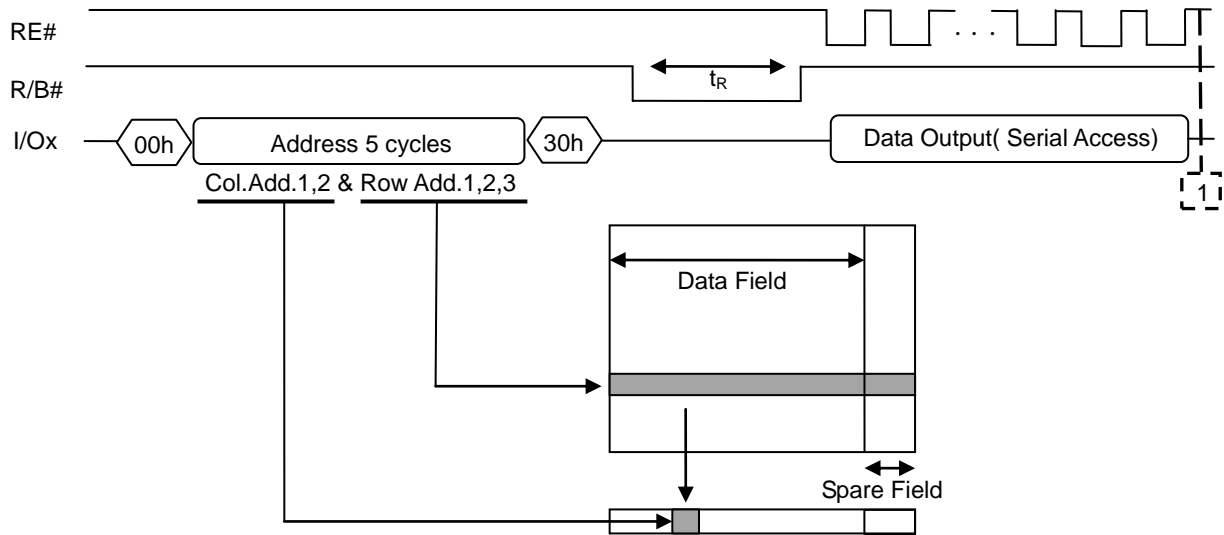 RE#
. . .
R/B#
tR
I/Ox
00h
Address 5 cycles
30h
Data Output( Serial Access)
Col.Add.1,2 & Row Add.1,2,3
1
Data Field
Spare Field